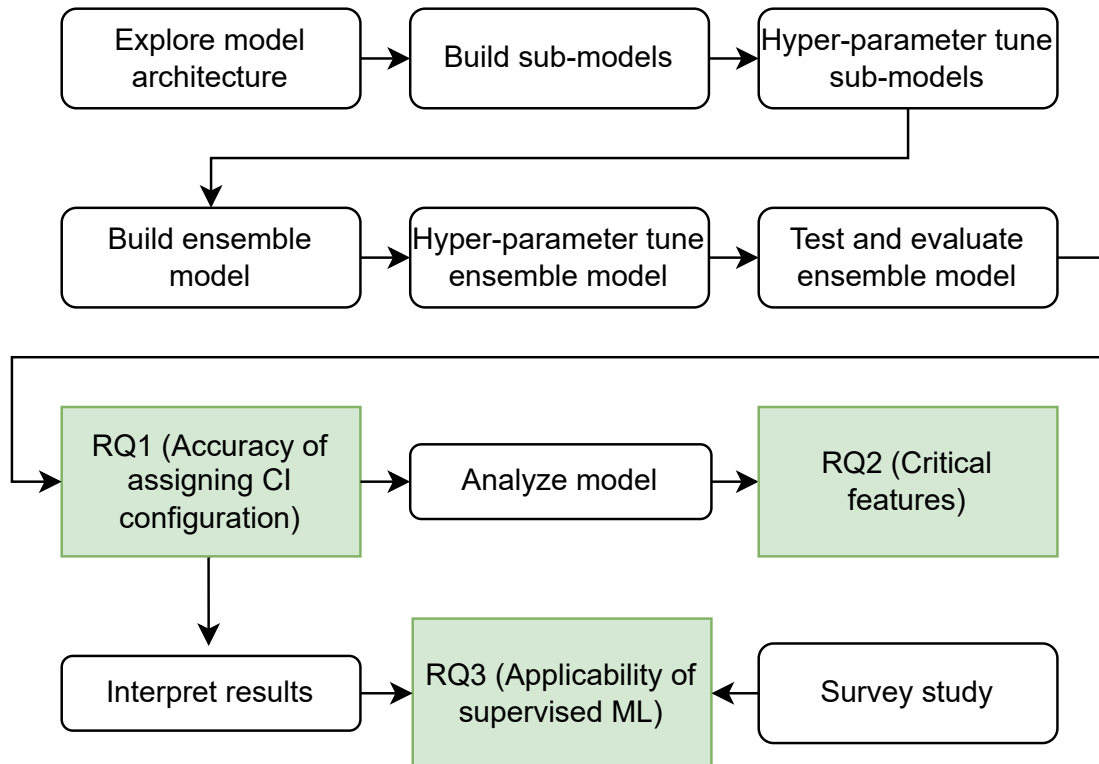 Explore model
architecture
Build sub-models
Hyper-parameter tune
sub-models
Build ensemble
model
Hyper-parameter tune
ensemble model
Test and evaluate
ensemble model
RQ1 (Accuracy of
assigning CI
configuration)
Analyze model
RQ2 (Critical
features)
Interpret results
RQ3 (Applicability of
supervised ML)
Survey study